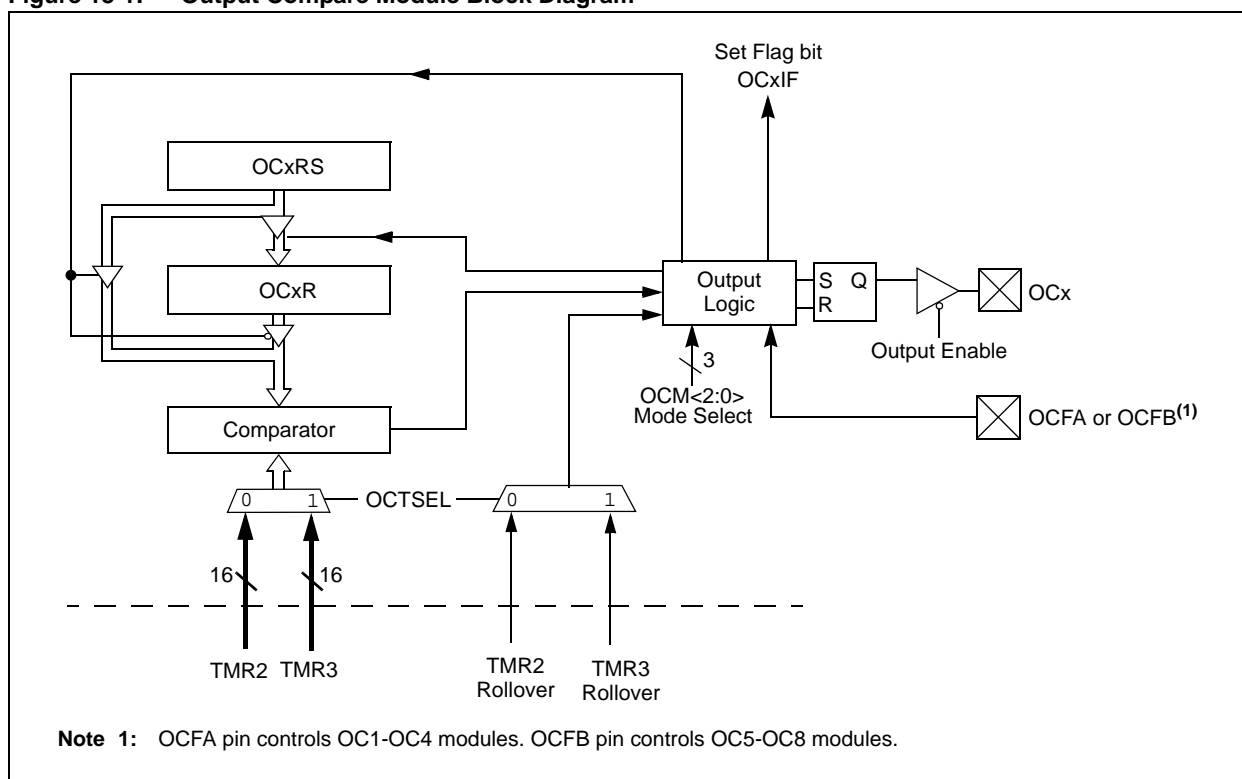 Figure 13-1: Output Compare Module Block Diagram
Set Flag bit
OCxIF
OCxRS
OCxR
Output
Logic
S Q
R
OCx
Output Enable
3
OCM<2:0>
Mode Select
OCFA or OCFB(1)
Comparator
0 1
OCTSEL
0 1
16
16
TMR2
TMR3
TMR2
Rollover
TMR3
Rollover
Note 1: OCFA pin controls OC1-OC4 modules. OCFB pin controls OC5-OC8 modules.